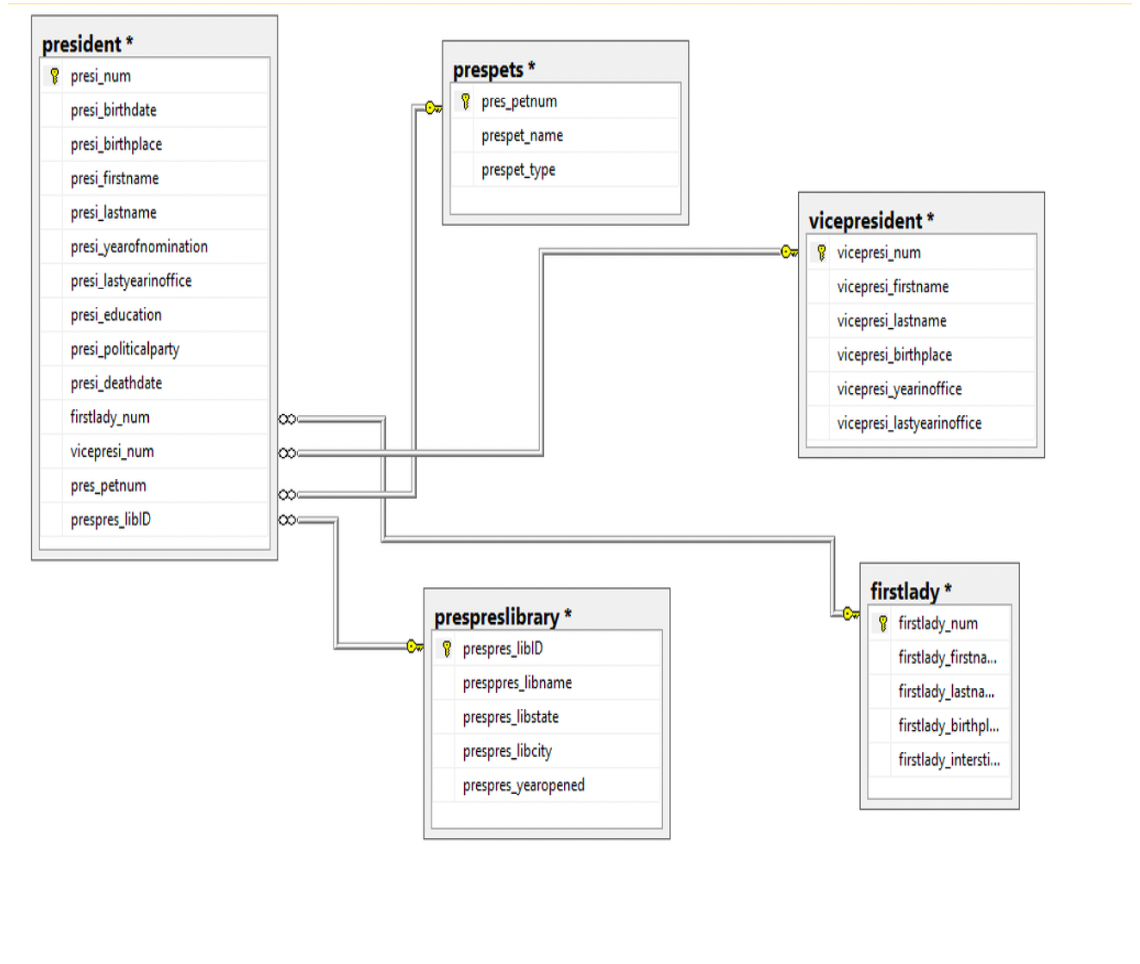 president *
presi_num
presi_birthdate
presi_birthplace
presi_firstname
presi_lastname
presi_yearofnomination
presi_lastyearinoffice
presi_education
presi_politicalparty
presi_deathdate
firstlady_num
vicepresi_num
pres_petnum
prespres_libID
prespets *
pres_petnum
prespet_name
prespet_type
vicepresident *
vicepresi_num
vicepresi_firstname
vicepresi_lastname
vicepresi_birthplace
vicepresi_yearinoffice
vicepresi_lastyearinoffice
prespreslibrary *
prespres_libID
presppres_libname
prespres_libstate
prespres_libcity
prespres_yearopened
firstlady *
firstlady_num
firstlady_firstna...
firstlady_lastna...
firstlady_birthpl...
firstlady_intersti...